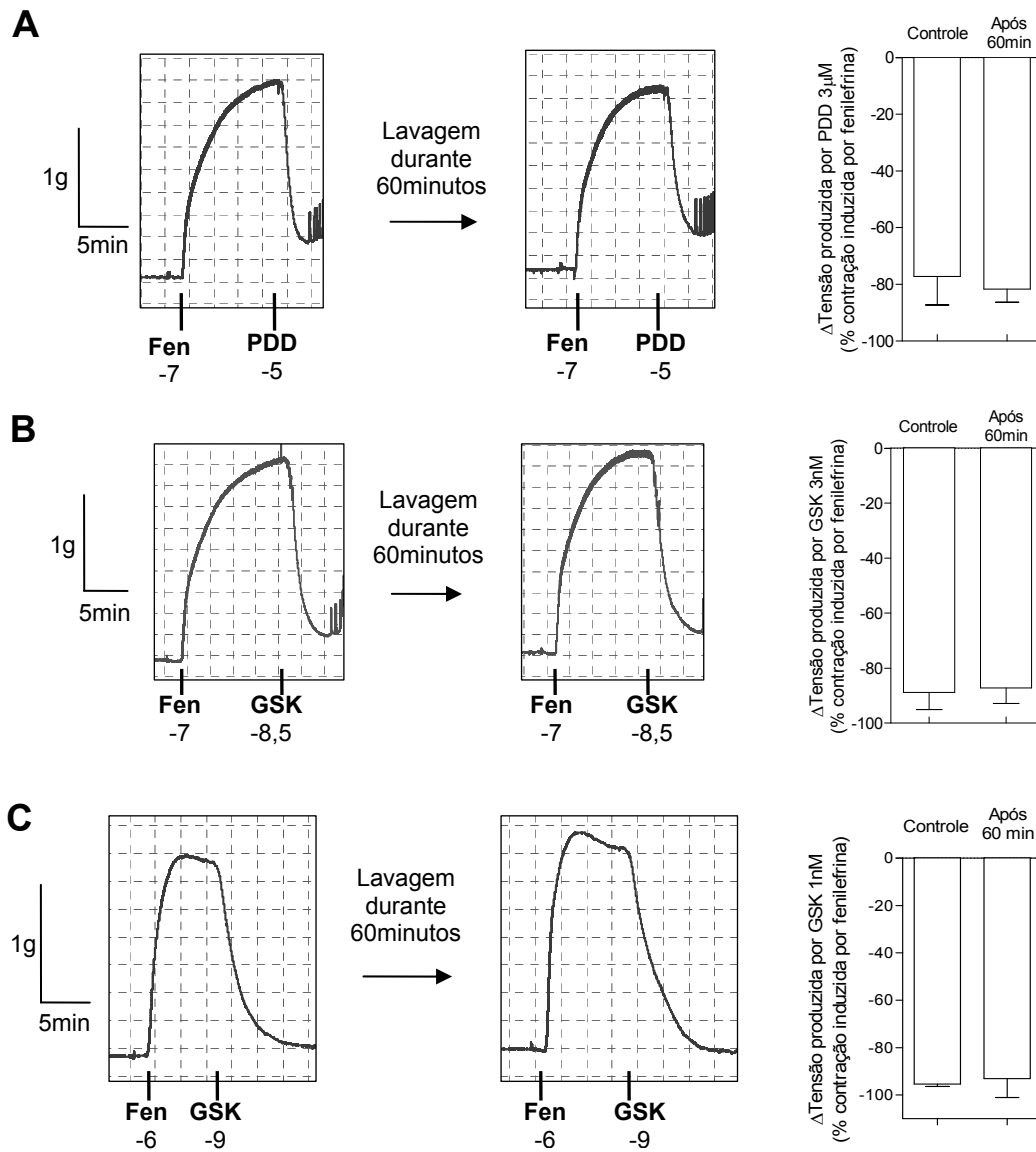 A
1g
5min
Fen
-7
PDD
-5
Lavagem
durante
60minutos
Fen
-7
PDD
-5
ΔTensão produzida por PDD 3μM
(% contração induzida por fenilefrina)
Controle
Após
60min
0
-20
-40
-60
-80
-100
B
1g
5min
Fen
-7
GSK
-8,5
Lavagem
durante
60minutos
Fen
-7
GSK
-8,5
ΔTensão produzida por GSK 3nM
(% contração induzida por fenilefrina)
Controle
Após
60min
0
-20
-40
-60
-80
-100
C
1g
5min
Fen
-6
GSK
-9
Lavagem
durante
60minutos
Fen
-6
GSK
-9
ΔTensão produzida por GSK 1nM
(% contração induzida por fenilefrina)
Controle
Após
60 min
0
-20
-40
-60
-80
-100